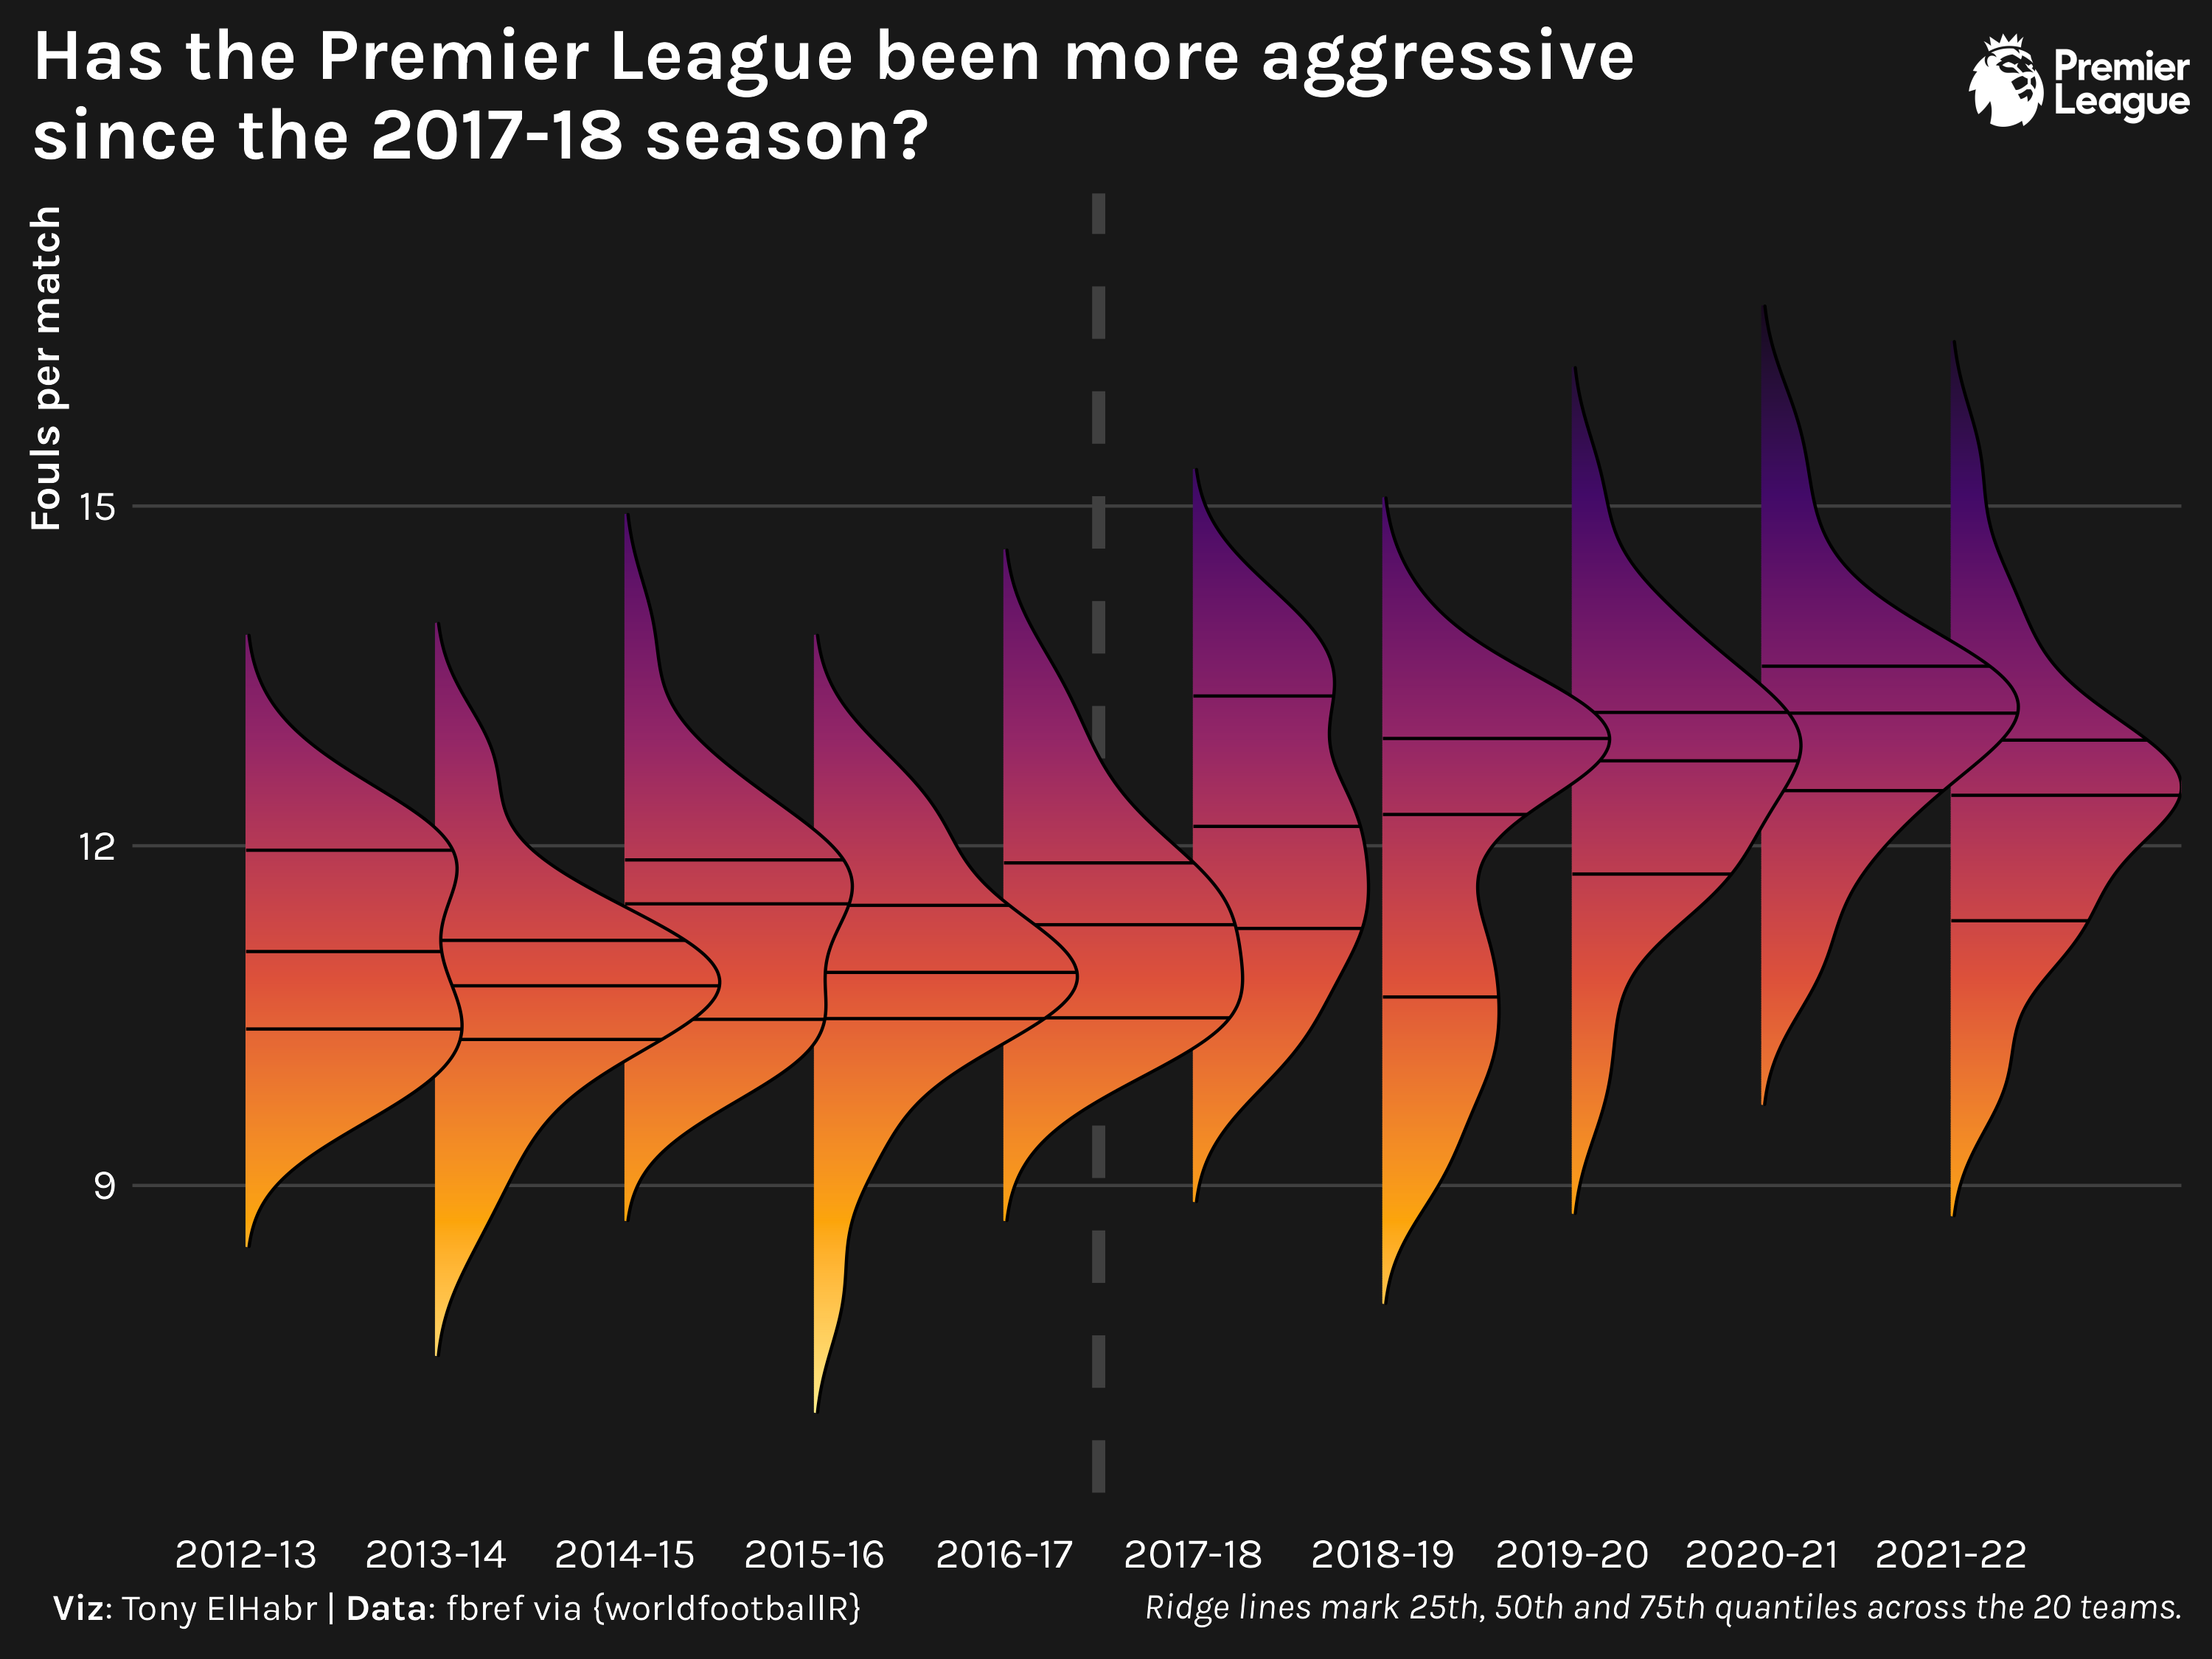 Has the Premier League been more aggressive
since the 2017-18 season?
Premier
League
Fouls per match
15
12
9
2012-13 2013-14 2014-15 2015-16 2016-17 2017-18 2018-19 2019-20 2020-21 2021-22
Viz: Tony ElHabr | Data: fbref via {worldfootballR}
Ridge lines mark 25th, 50th and 75th quantiles across the 20 teams.